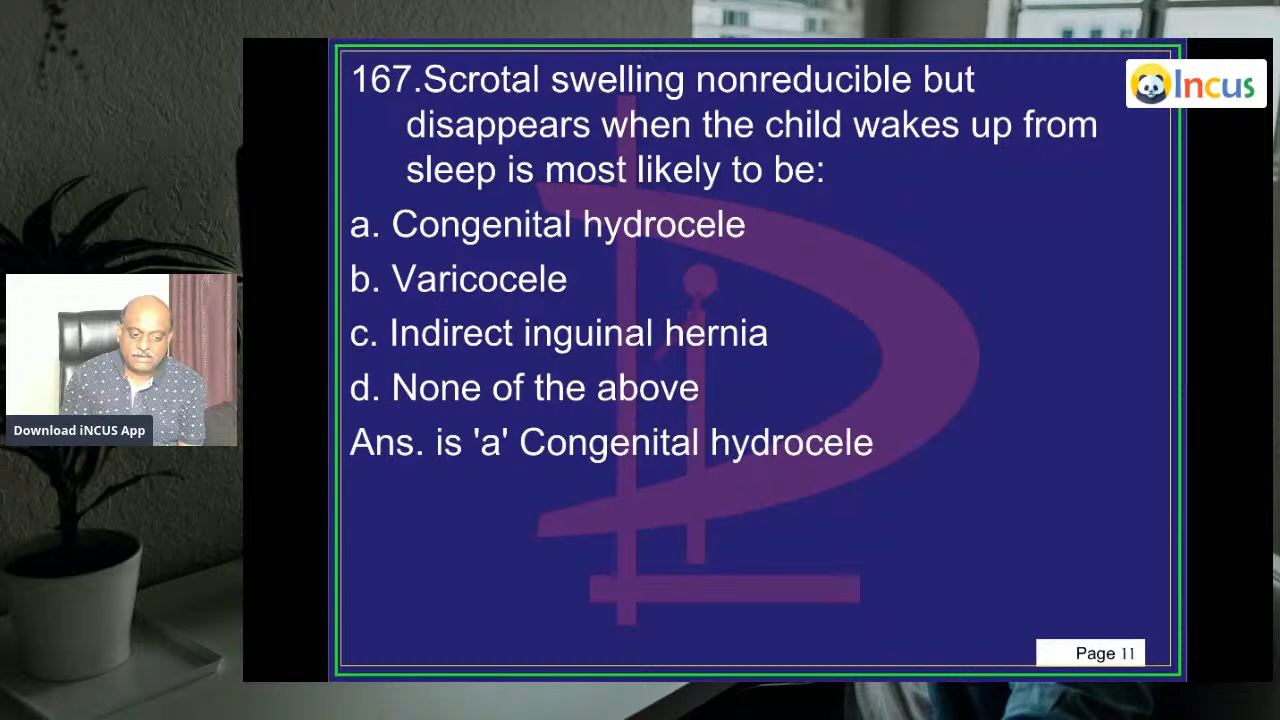 167.Scrotal swelling nonreducible but
disappears when the child wakes up from
sleep is most likely to be:
a. Congenital hydrocele
b. Varicocele
c. Indirect inguinal hernia
d. None of the above
Ans. is 'a' Congenital hydrocele
Page 11
Incus
Download iNCUS App